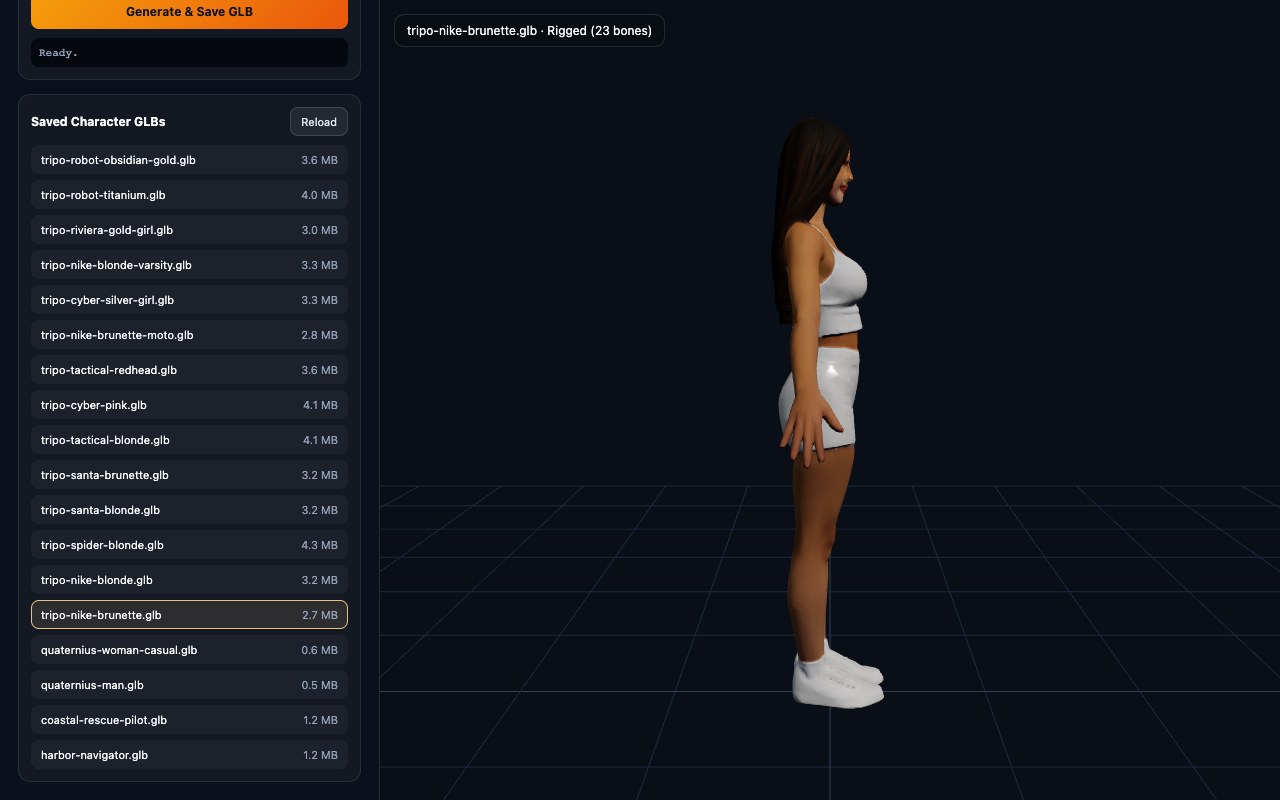 Generate & Save GLB
Ready.
tripo-nike-brunette.glb · Rigged (23 bones)
Saved Character GLBs
Reload
tripo-robot-obsidian-gold.glb 3.6 MB
tripo-robot-titanium.glb 4.0 MB
tripo-riviera-gold-girl.glb 3.0 MB
tripo-nike-blonde-varsity.glb 3.3 MB
tripo-cyber-silver-girl.glb 3.3 MB
tripo-nike-brunette-moto.glb 2.8 MB
tripo-tactical-redhead.glb 3.6 MB
tripo-cyber-pink.glb 4.1 MB
tripo-tactical-blonde.glb 4.1 MB
tripo-santa-brunette.glb 3.2 MB
tripo-santa-blonde.glb 3.2 MB
tripo-spider-blonde.glb 4.3 MB
tripo-nike-blonde.glb 3.2 MB
tripo-nike-brunette.glb 2.7 MB
quaternius-woman-casual.glb 0.6 MB
quaternius-man.glb 0.5 MB
coastal-rescue-pilot.glb 1.2 MB
harbor-navigator.glb 1.2 MB